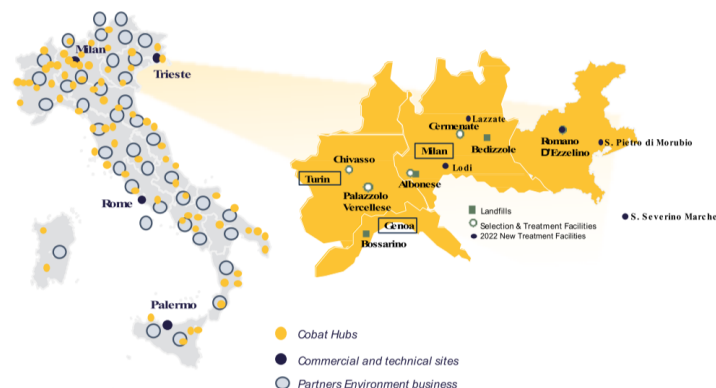 Milan
Trieste
Rome
Palermo
Cobat Hubs
Commercial and technical sites
Partners Environment business
Lazzate
Cermenate
Milan
Bedizzole
Romano
D'Ezzelino
S. Pietro di Morubio
Chivasso
Turin
Lodi
Albonese
Palazzolo
Vercellese
Genoa
Bossarino
Landfills
Selection & Treatment Facilities
2022 New Treatment Facilities
S. Severino Marche